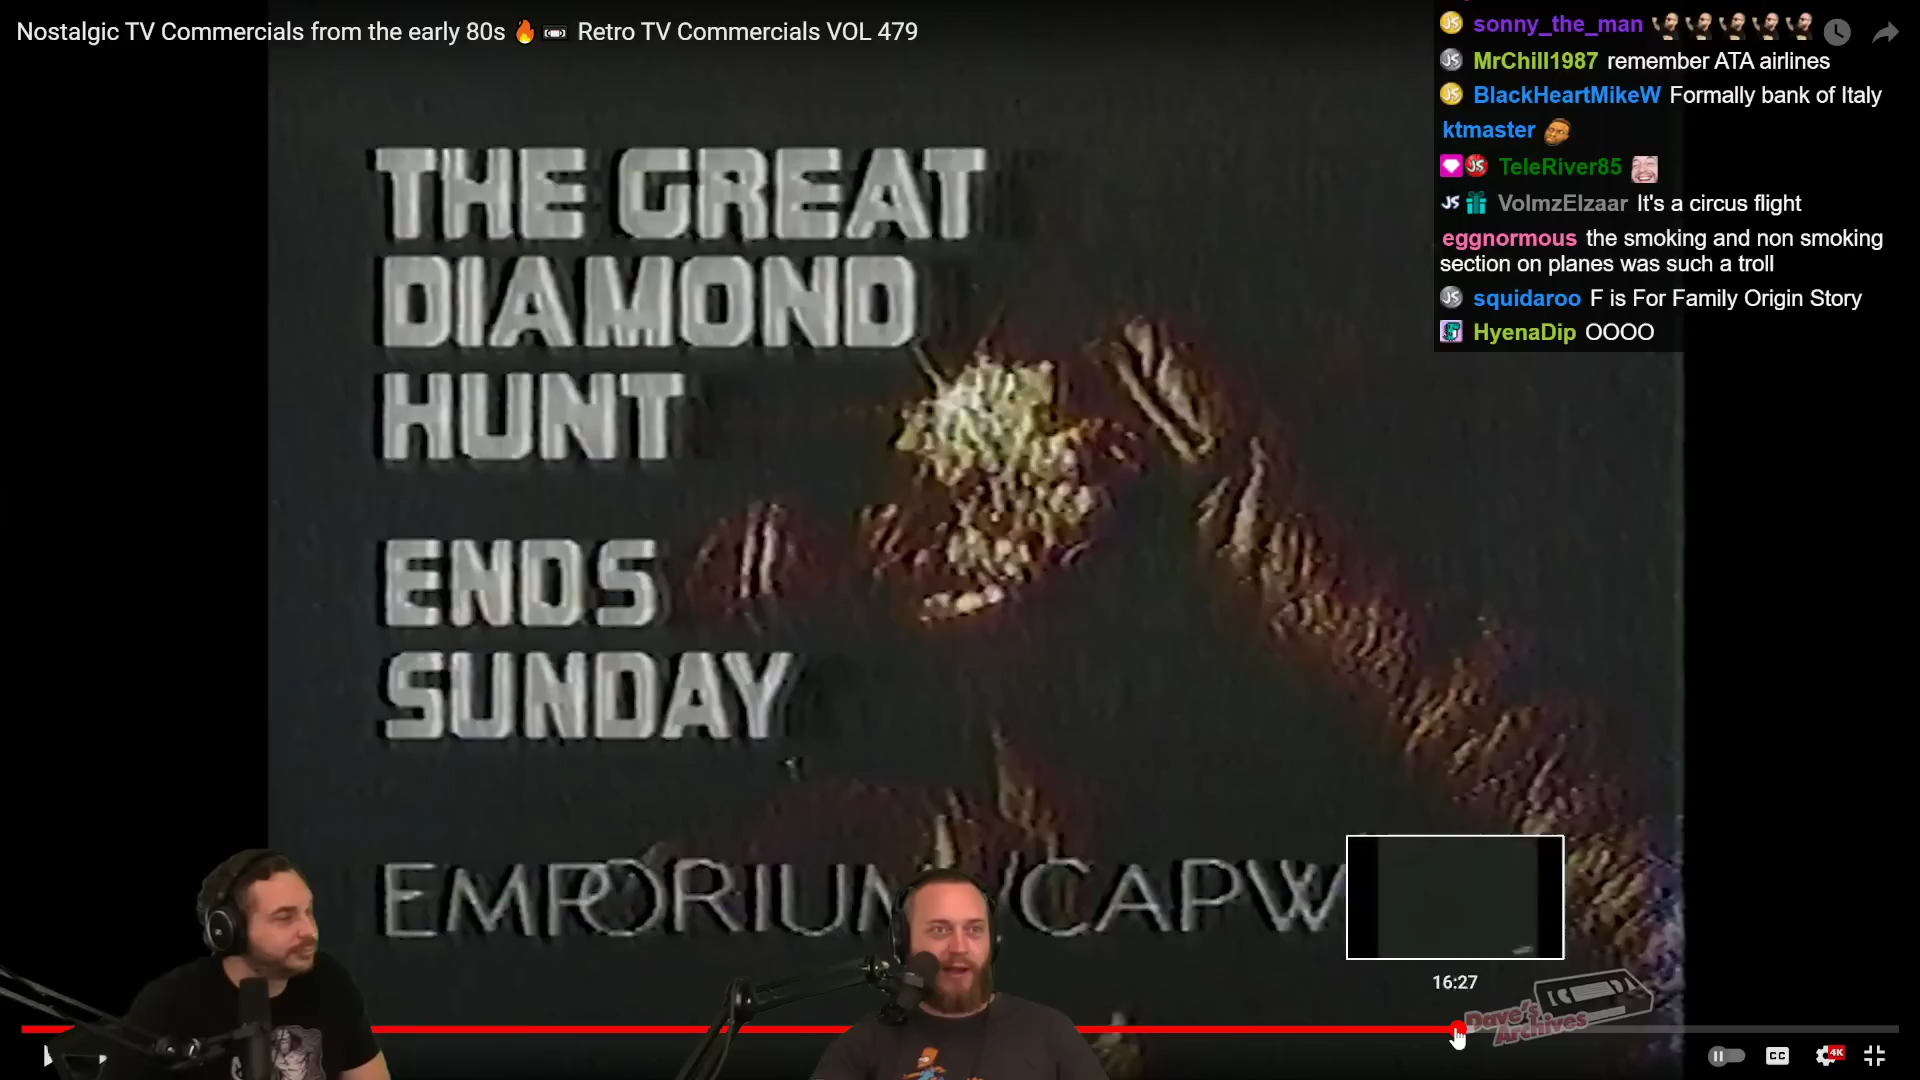 Nostalgic TV Commercials from the early 80s 🔥📼 Retro TV Commercials VOL 479
sonny_the_man
MrChill1987 remember ATA airlines
BlackHeartMikeW Formally bank of Italy
ktmaster
TeleRiver85
VolmzElzaar It's a circus flight
eggnormous the smoking and non smoking
section on planes was such a troll
squidaroo F is For Family Origin Story
HyenaDip OOOO
THE GREAT
DIAMOND
HUNT
ENDS
SUNDAY
EMPORIUM/CAPW
16:27
Dave's
Archives
CC
4K